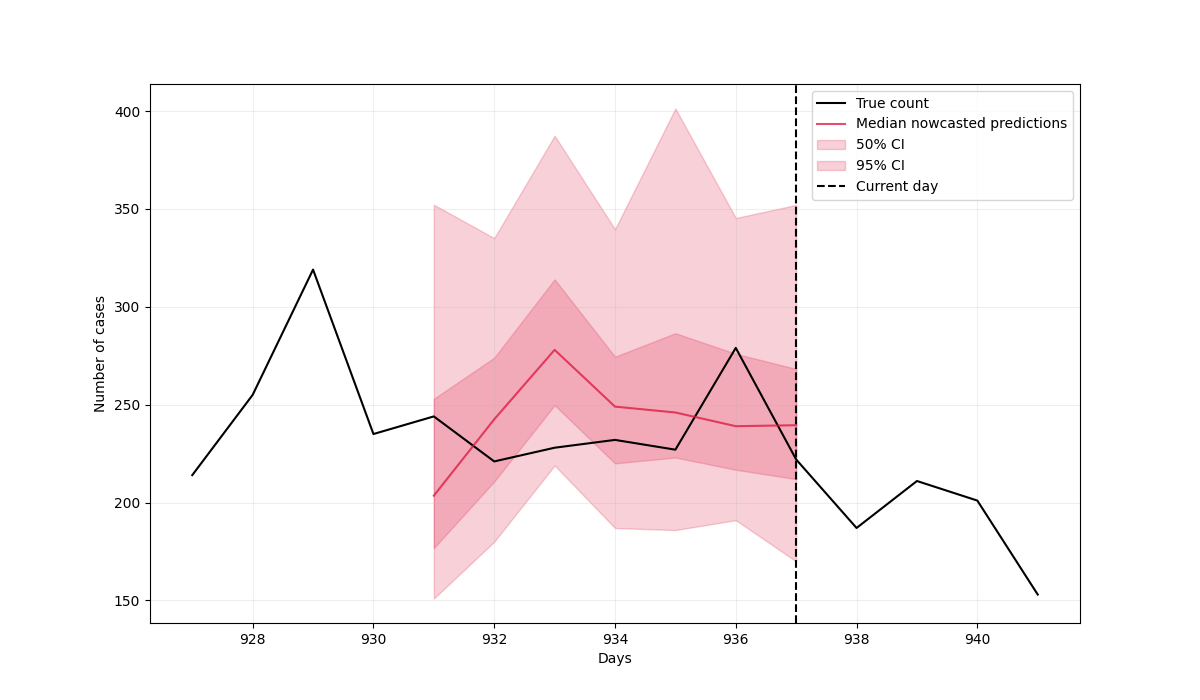 True count
Median nowcasted predictions
50% CI
95% CI
Current day
Number of cases
400
350
300
250
200
150
928 930 932 934 936 938 940
Days